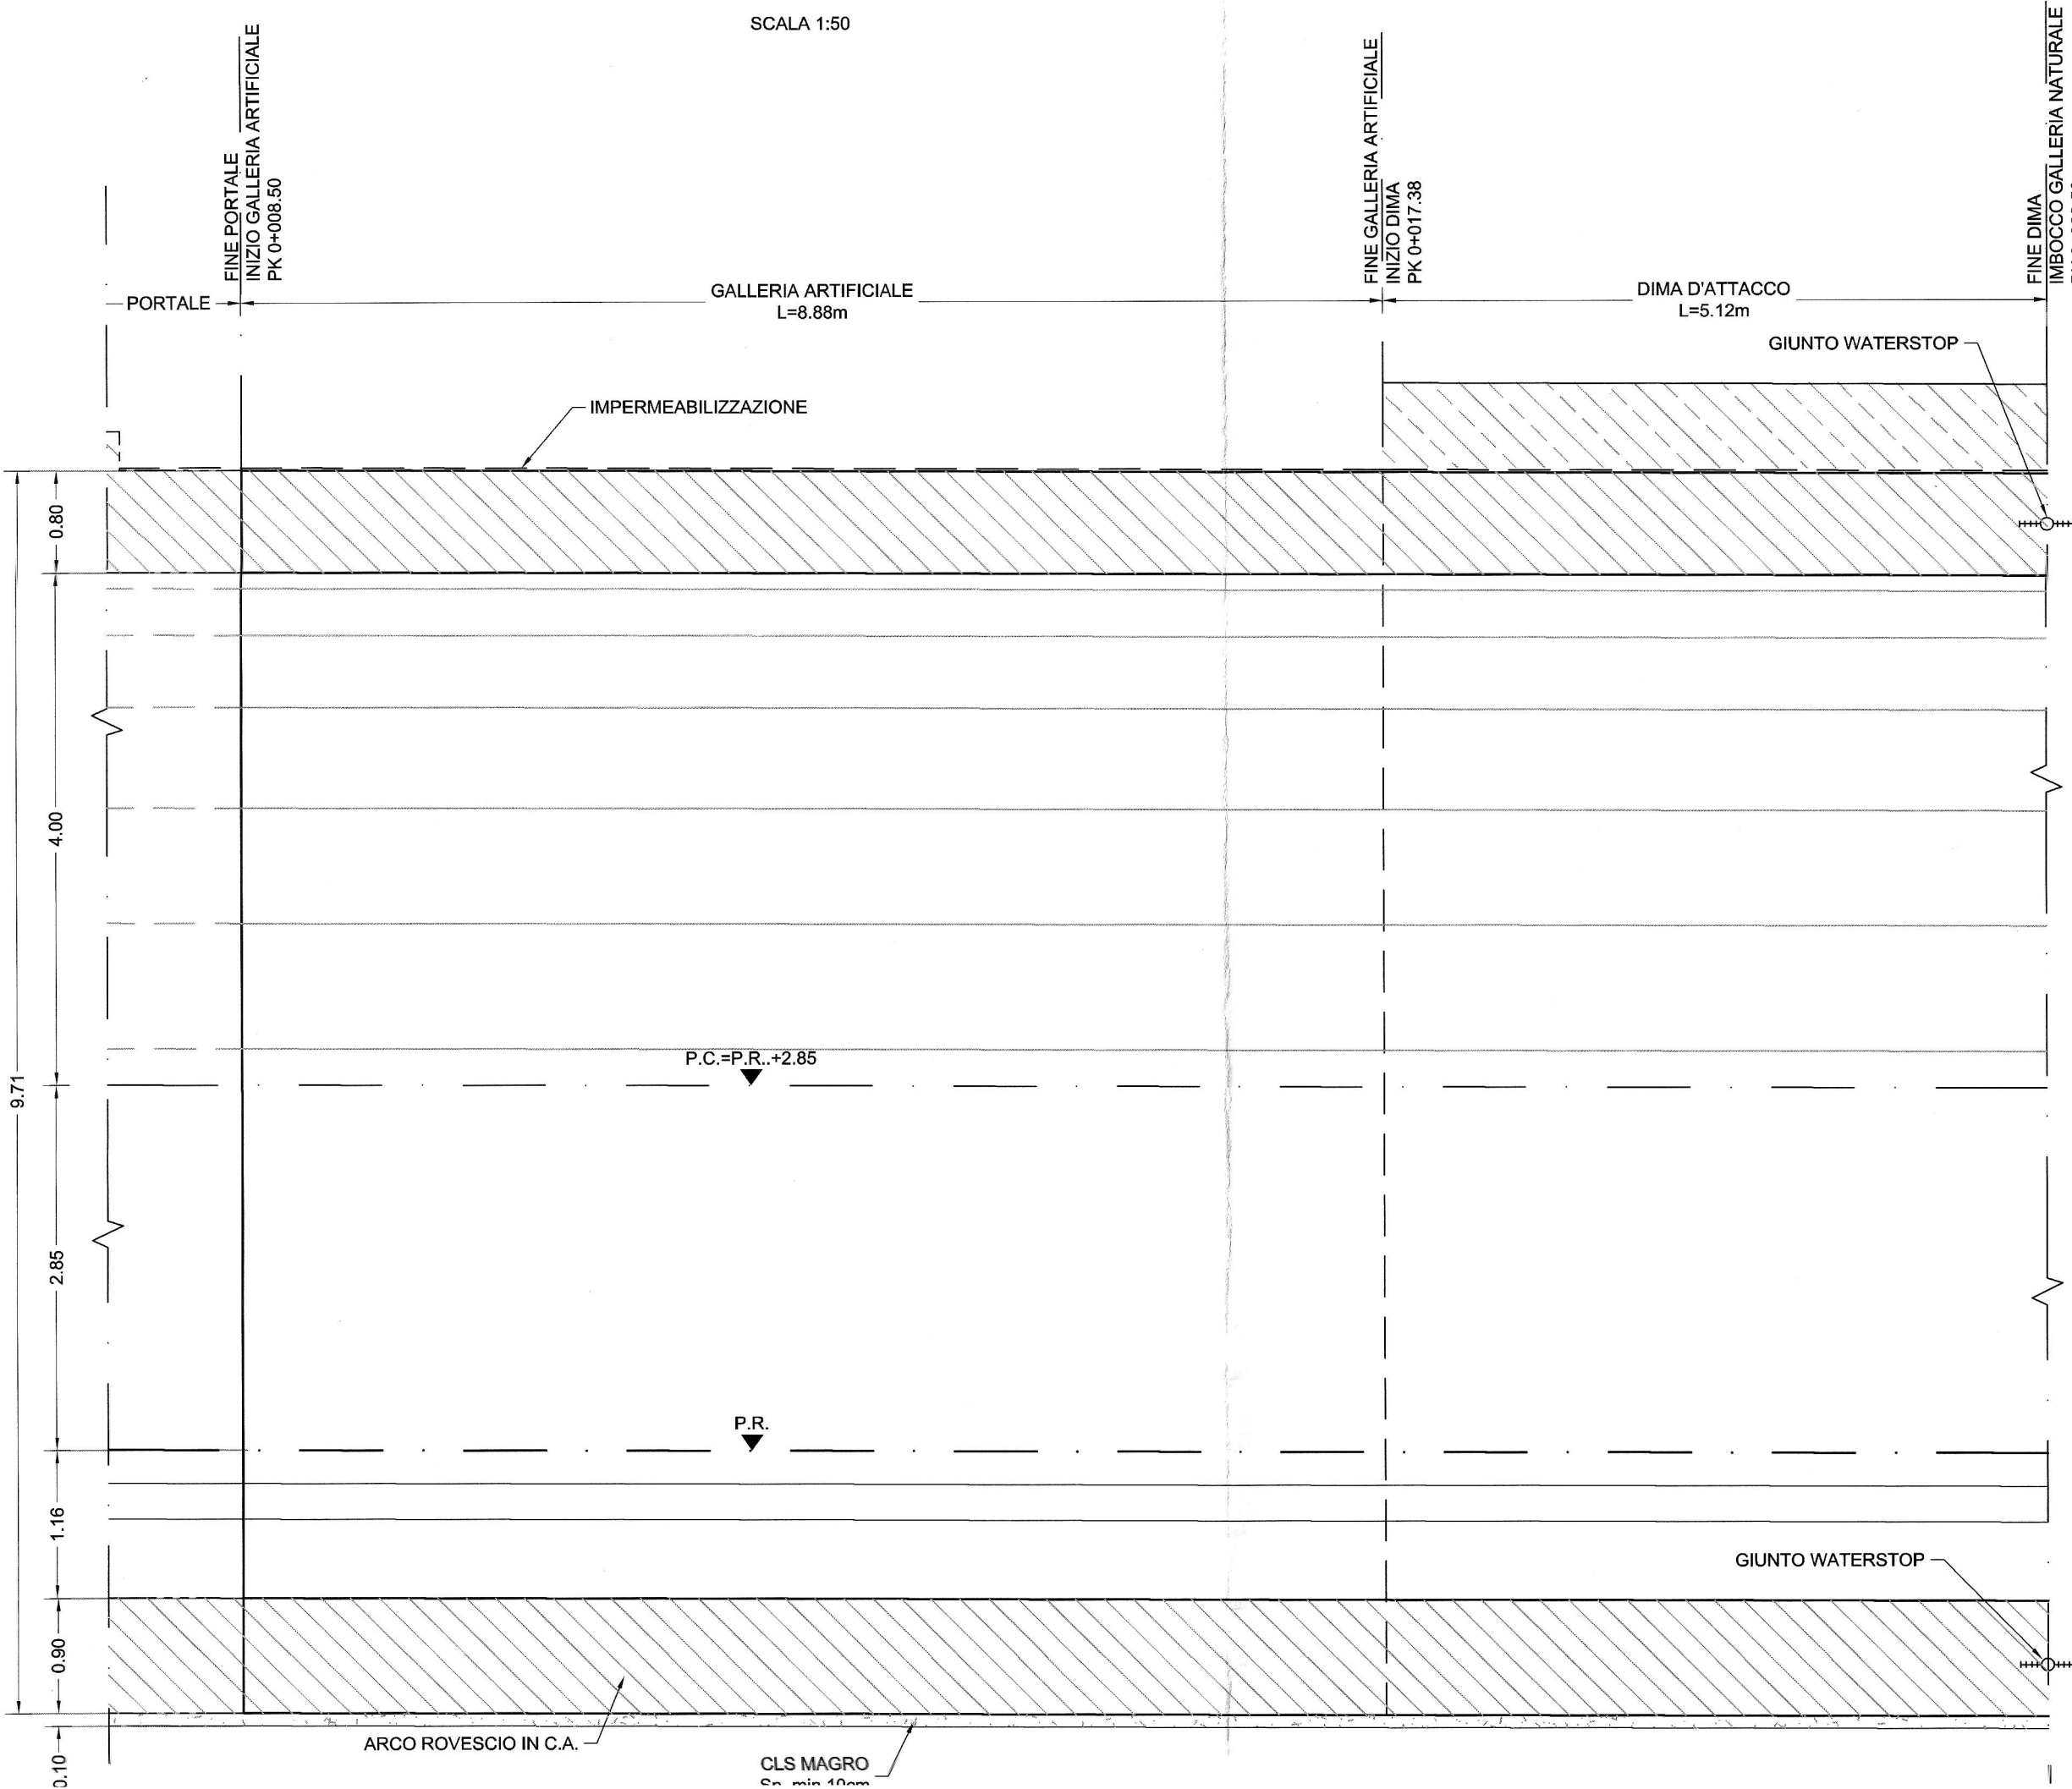 SCALA 1:50
FINE PORTALE
INIZIO GALLERIA ARTIFICIALE
PK 0+008.50
FINE GALLERIA ARTIFICIALE
INIZIO DIMA
PK 0+017.38
FINE DIMA
IMBOCCO GALLERIA NATURALE
PORTALE
GALLERIA ARTIFICIALE
L=8.88m
DIMA D'ATTACCO
L=5.12m
GIUNTO WATERSTOP
IMPERMEABILIZZAZIONE
0.80
4.00
9.71
P.C.=P.R..+2.85
2.85
P.R.
1.16
GIUNTO WATERSTOP
0.90
ARCO ROVESCIO IN C.A.
0.10
CLS MAGRO
Sp. min 10cm